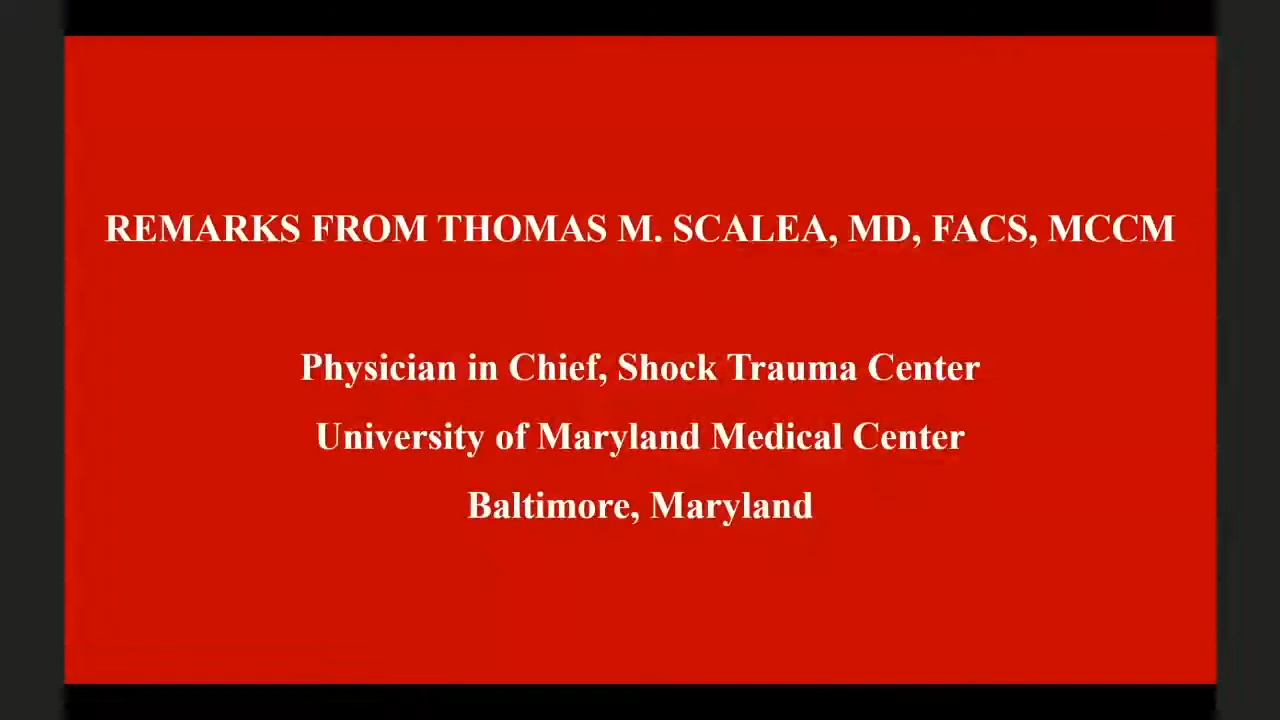 REMARKS FROM THOMAS M. SCALEA, MD, FACS, MCCM
Physician in Chief, Shock Trauma Center
University of Maryland Medical Center
Baltimore, Maryland